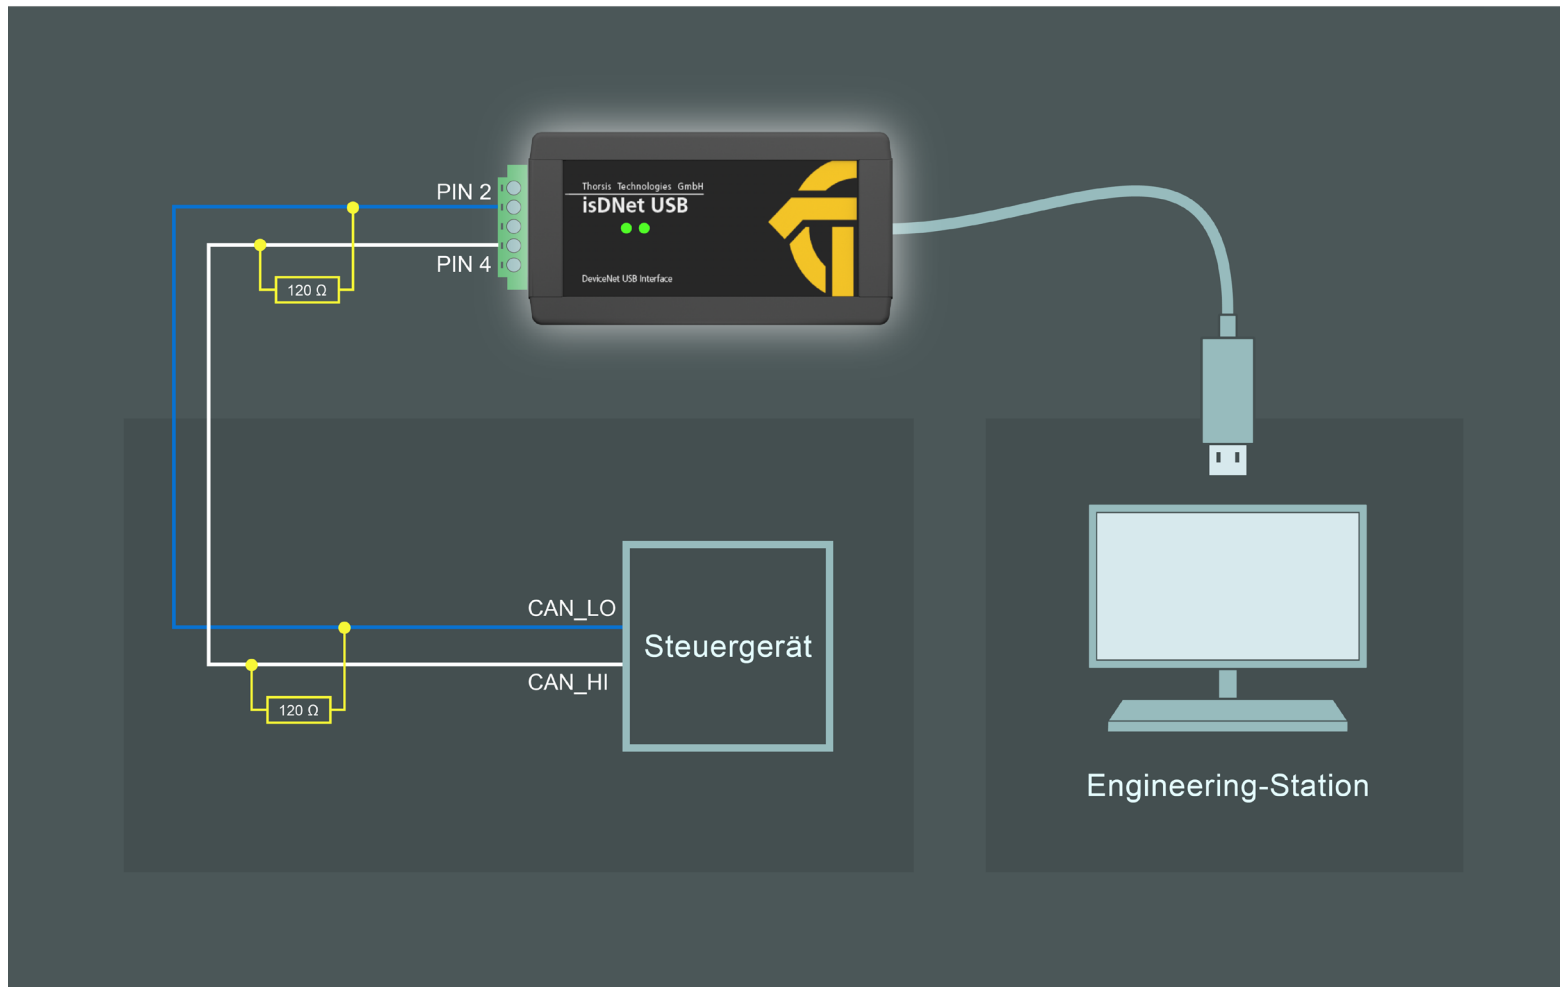 Thorsis Technologies GmbH
isDNet USB
DeviceNet USB Interface
PIN 2
PIN 4
120 Ω
CAN_LO
Steuergerät
CAN_HI
120 Ω
Engineering-Station